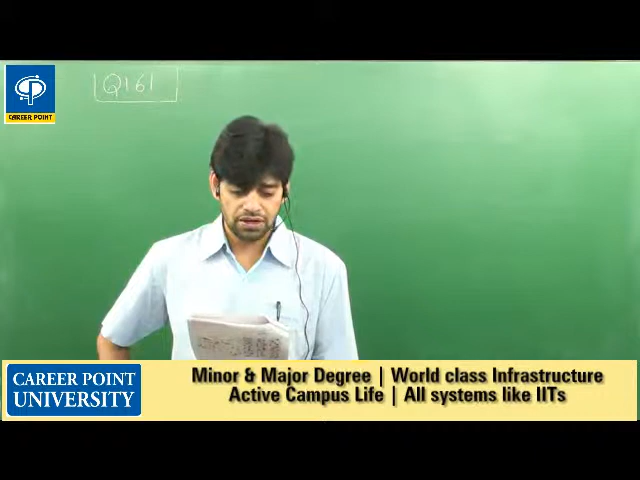 Q161
CAREER POINT
Minor & Major Degree | World class Infrastructure
Active Campus Life | All systems like IITs
CAREER POINT
UNIVERSITY